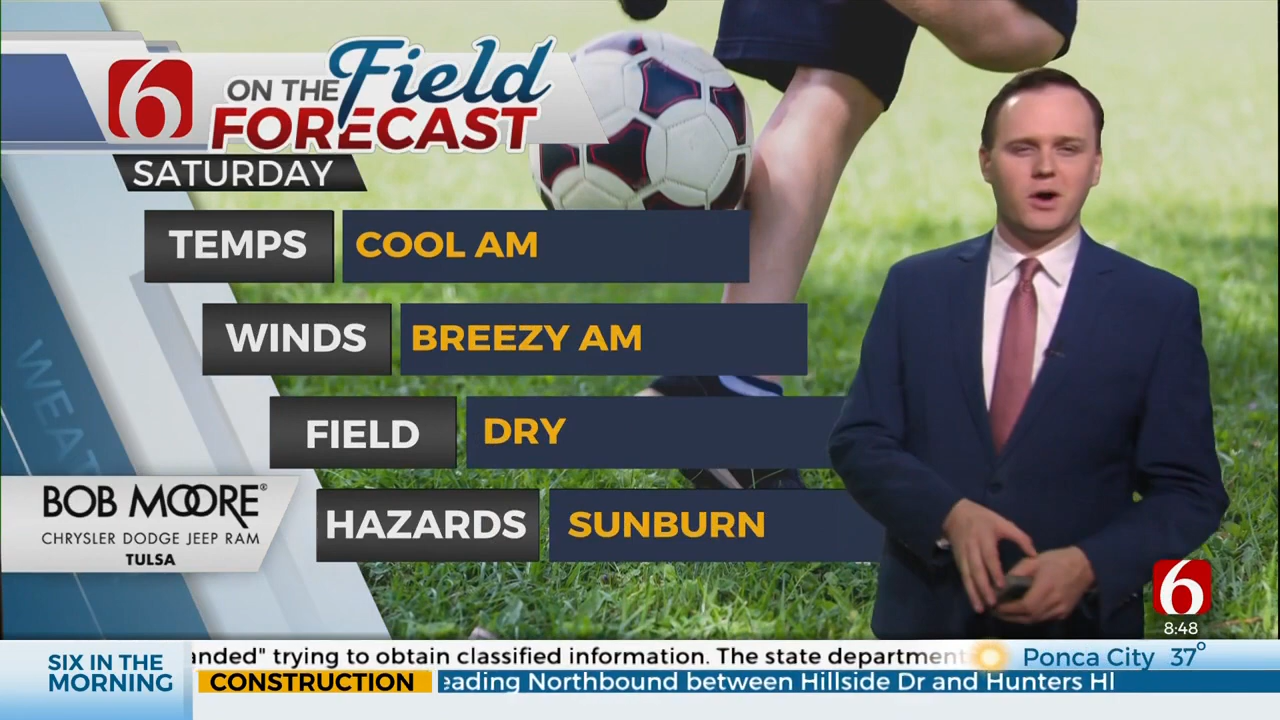 6
ON THE Field
FORECAST
SATURDAY
TEMPS COOL AM
WINDS BREEZY AM
FIELD DRY
HAZARDS SUNBURN
BOB MOORE®
CHRYSLER DODGE JEEP RAM
TULSA
WEAT
6
8:48
SIX IN THE
MORNING
anded" trying to obtain classified information. The state department
Ponca City 37°
CONSTRUCTION
eading Northbound between Hillside Dr and Hunters Hl